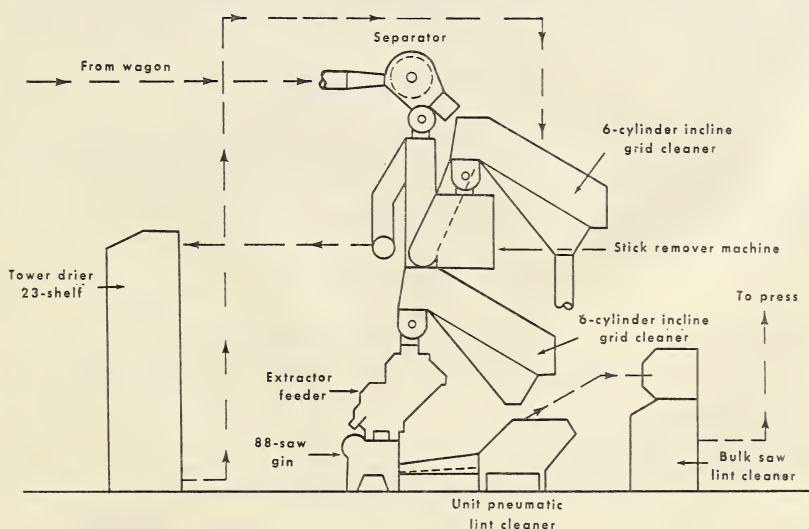 Separator
From wagon
6-cylinder incline
grid cleaner
Stick remover machine
Tower drier
23-shelf
To press
6-cylinder incline
grid cleaner
Extractor
feeder
88-saw
gin
Bulk saw
lint cleaner
Unit pneumatic
lint cleaner